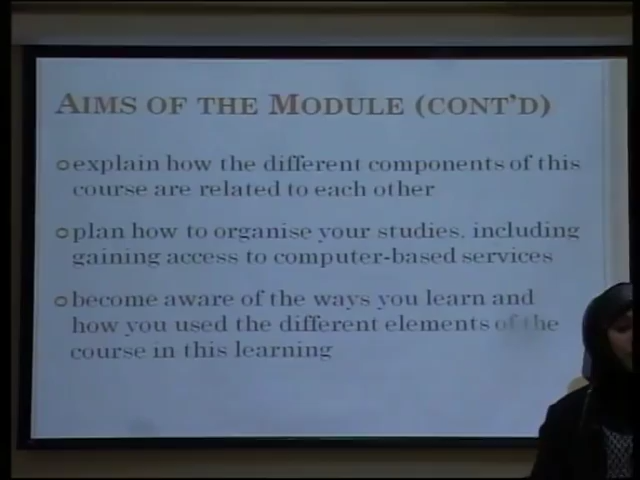 AIMS OF THE MODULE (CONT'D)
explain how the different components of this
course are related to each other
plan how to organise your studies, including
gaining access to computer-based services
become aware of the ways you learn and
how you used the different elements of the
course in this learning